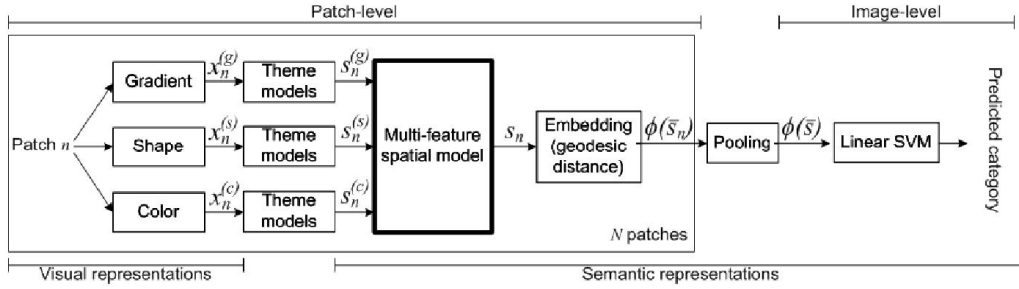 Patch-level
Image-level
Gradient
x_n^(g)
Theme
models
s_n^(g)
Patch n
Shape
x_n^(s)
Theme
models
s_n^(s)
Multi-feature
spatial model
s_n
Embedding
(geodesic
distance)
ϕ(s̄_n)
Pooling
ϕ(s̄)
Linear SVM
Predicted category
Color
x_n^(c)
Theme
models
s_n^(c)
N patches
Visual representations
Semantic representations